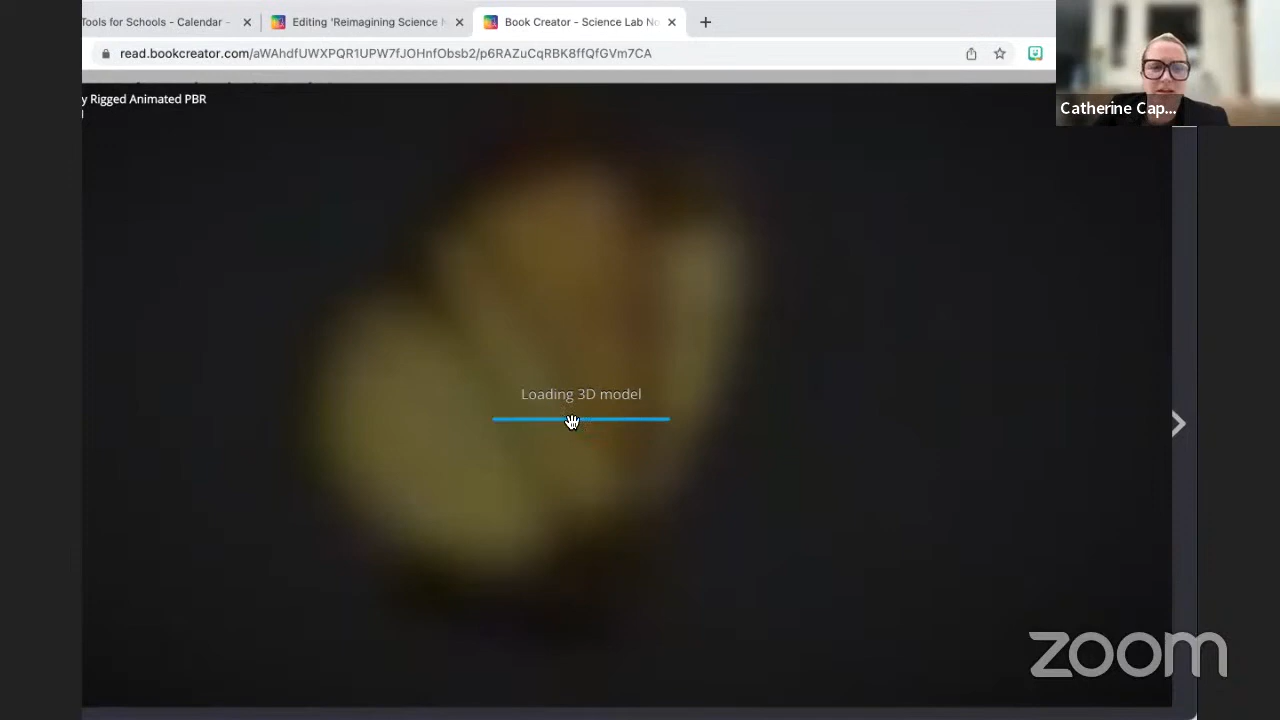 Tools for Schools - Calendar -
Editing 'Reimagining Science
Book Creator - Science Lab No
read.bookcreator.com/aWAhdfUWXPQR1UPW7fJOHnfObsb2/p6RAZuCqRBK8ffQfGVm7CA
Catherine Cap...
y Rigged Animated PBR
Loading 3D model
zoom